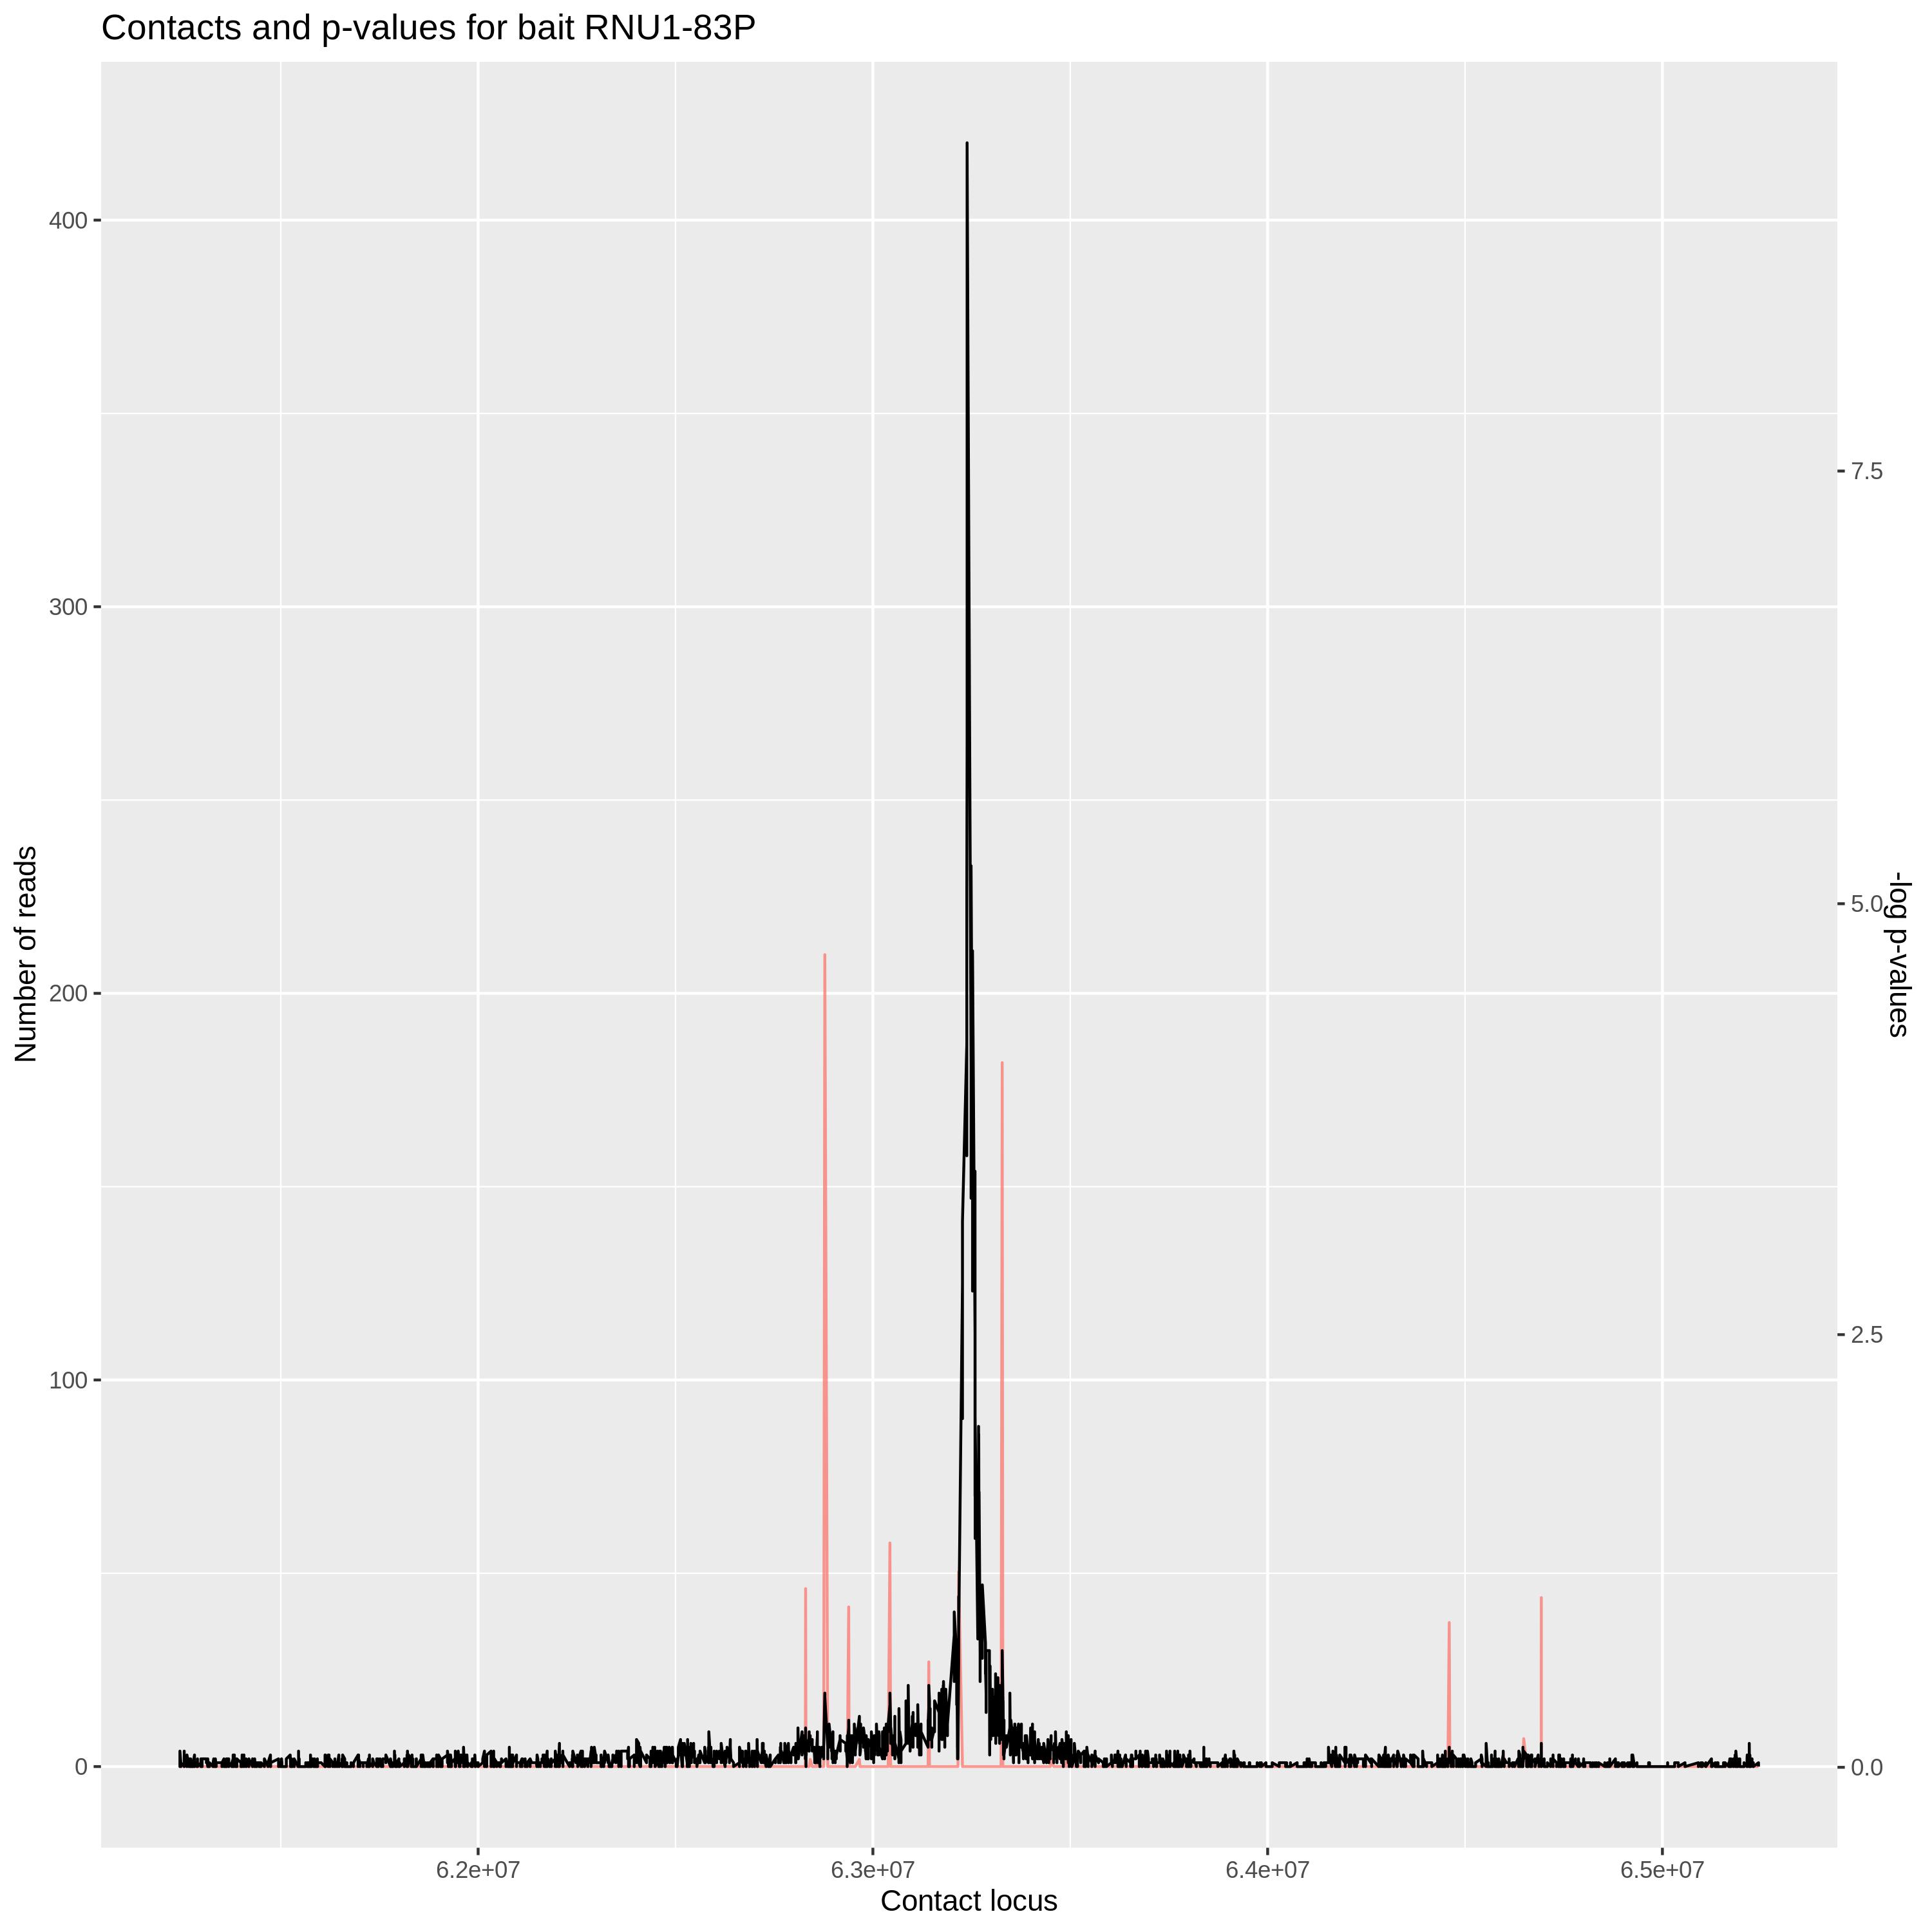 Contacts and p-values for bait RNU1-83P
400
300
200
100
0
Number of reads
7.5
5.0
2.5
0.0
-log p-values
6.2e+07
6.3e+07
6.4e+07
6.5e+07
Contact locus